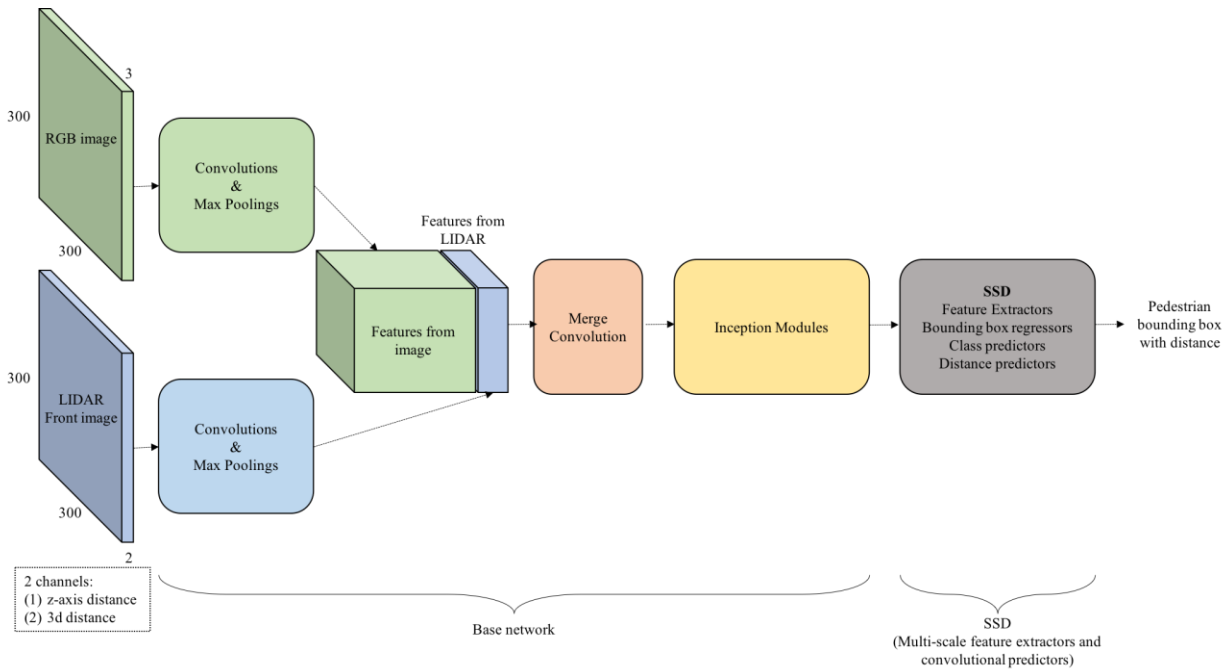 3
300
RGB image
300
Convolutions
&
Max Poolings
Features from
LIDAR
Features from
image
300
LIDAR
Front image
300
2
Convolutions
&
Max Poolings
Merge
Convolution
Inception Modules
SSD
Feature Extractors
Bounding box regressors
Class predictors
Distance predictors
Pedestrian
bounding box
with distance
2 channels:
(1) z-axis distance
(2) 3d distance
Base network
SSD
(Multi-scale feature extractors and
convolutional predictors)